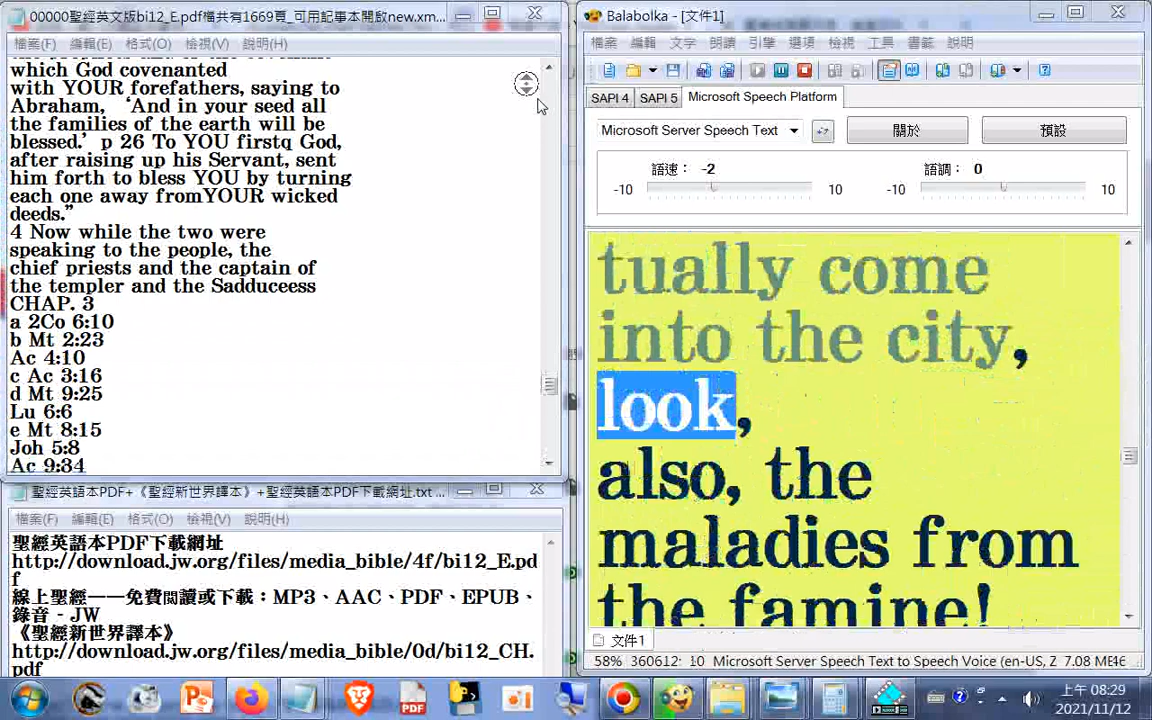 00000聖經英文版bi12_E.pdf檔共有1669頁_可用記事本開啟new.xm...
檔案(F) 編輯(E) 格式(O) 檢視(V) 說明(H)
which God covenanted
with YOUR forefathers, saying to
Abraham, ‘And in your seed all
the families of the earth will be
blessed.’ p 26 To YOU firstq God,
after raising up his Servant, sent
him forth to bless YOU by turning
each one away fromYOUR wicked
deeds.”
4 Now while the two were
speaking to the people, the
chief priests and the captain of
the templer and the Sadduceess
CHAP. 3
a 2Co 6:10
b Mt 2:23
Ac 4:10
c Ac 3:16
d Mt 9:25
Lu 6:6
e Mt 8:15
Joh 5:8
Ac 9:34
聖經英語本PDF+《聖經新世界譯本》+聖經英語本PDF下載網址.txt ...
檔案(F) 編輯(E) 格式(O) 檢視(V) 說明(H)
聖經英語本PDF下載網址
http://download.jw.org/files/media_bible/4f/bi12_E.pd
f
線上聖經——免費閱讀或下載：MP3、AAC、PDF、EPUB、
錄音 - JW
《聖經新世界譯本》
http://download.jw.org/files/media_bible/0d/bi12_CH.
pdf
Balabolka - [文件1]
檔案 編輯 文字 朗讀 引擎 選項 檢視 工具 書籤 說明
SAPI 4 SAPI 5 Microsoft Speech Platform
Microsoft Server Speech Text 關於 預設
語速： -2 語調： 0
-10 10 -10 10
tually come
into the city,
look,
also, the
maladies from
the famine!
文件1
58% 360612: 10 Microsoft Server Speech Text to Speech Voice (en-US, Z 7.08 ME46
PDF
上午 08:29
2021/11/12